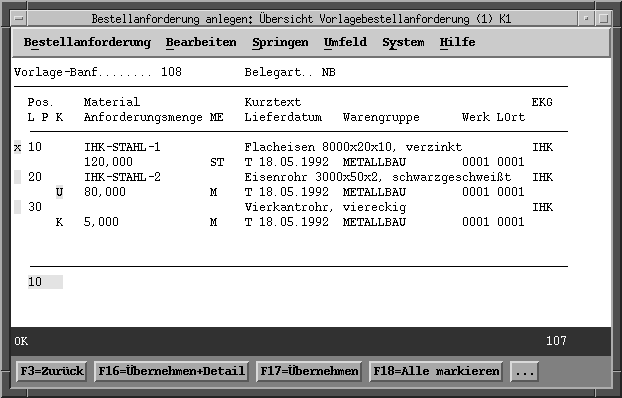 Bestellanforderung anlegen: Übersicht Vorlagebestellanforderung (1) K1
Bestellanforderung Bearbeiten Springen Umfeld System Hilfe
Vorlage-Banf........ 108 Belegart.. NB
Pos. Material Kurztext EKG
L P K Anforderungsmenge ME Lieferdatum Warengruppe Werk LOrt
x 10 IHK-STAHL-1 Flacheisen 8000x20x10, verzinkt IHK
120,000 ST T 18.05.1992 METALLBAU 0001 0001
20 IHK-STAHL-2 Eisenrohr 3000x50x2, schwarzgeschweißt IHK
U 80,000 M T 18.05.1992 METALLBAU 0001 0001
30 Vierkantrohr, viereckig IHK
K 5,000 M T 18.05.1992 METALLBAU 0001 0001
10
OK 107
F3=Zurück F16=Übernehmen+Detail F17=Übernehmen F18=Alle markieren ...